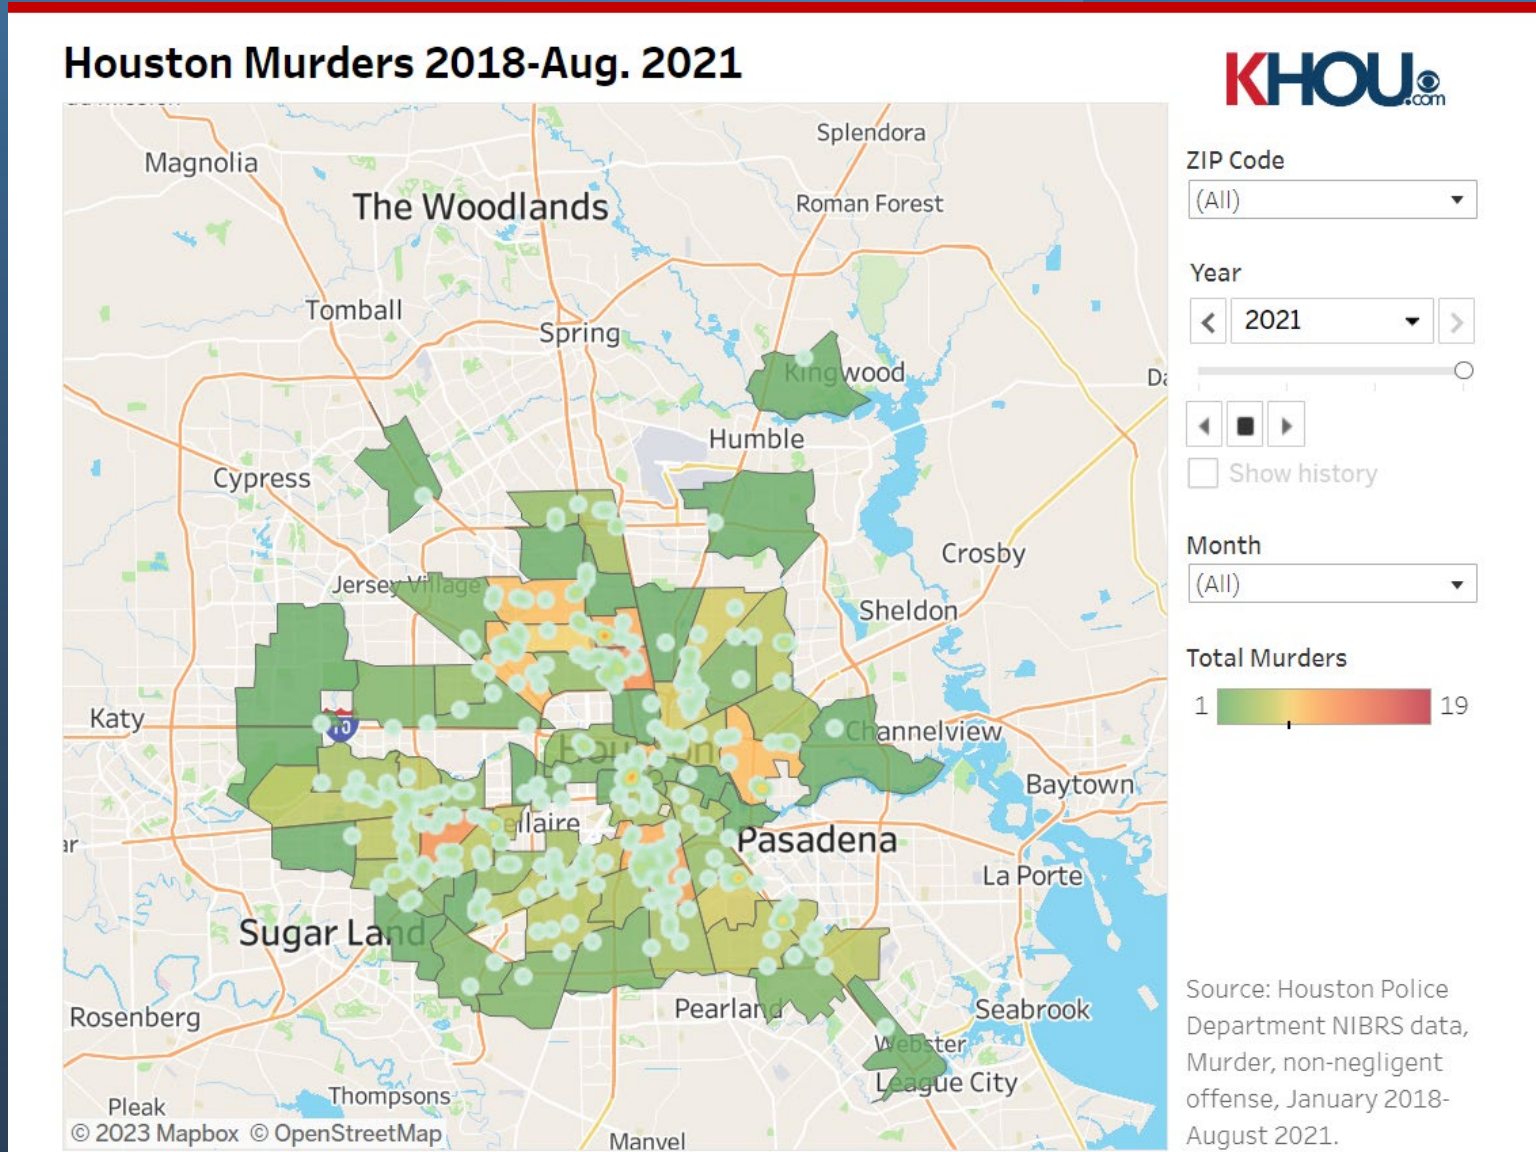 Houston Murders 2018-Aug. 2021
KHOU.com
Magnolia
Splendora
The Woodlands
Roman Forest
Tomball
Spring
Kingwood
Humble
Cypress
Crosby
Jersey Village
Sheldon
Katy
Channelview
Houston
Baytown
ellaire
Pasadena
La Porte
Sugar Land
Rosenberg
Pearland
Seabrook
Webster
League City
Thompsons
Pleak
Manvel
© 2023 Mapbox © OpenStreetMap
ZIP Code
(All)
Year
2021
Show history
Month
(All)
Total Murders
1 19
Source: Houston Police
Department NIBRS data,
Murder, non-negligent
offense, January 2018-
August 2021.